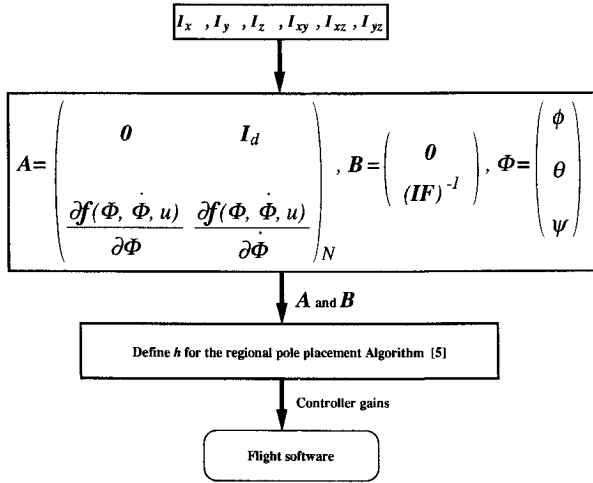 I_x , I_y , I_z , I_xy , I_xz , I_yz
A= ( 0 I_d ∂f(Φ, Φ̇, u)/∂Φ ∂f(Φ, Φ̇, u)/∂Φ̇ )_N , B= ( 0 (IF)^-1 ) , Φ= ( ϕ θ ψ )
A and B
Define h for the regional pole placement Algorithm [5]
Controller gains
Flight software